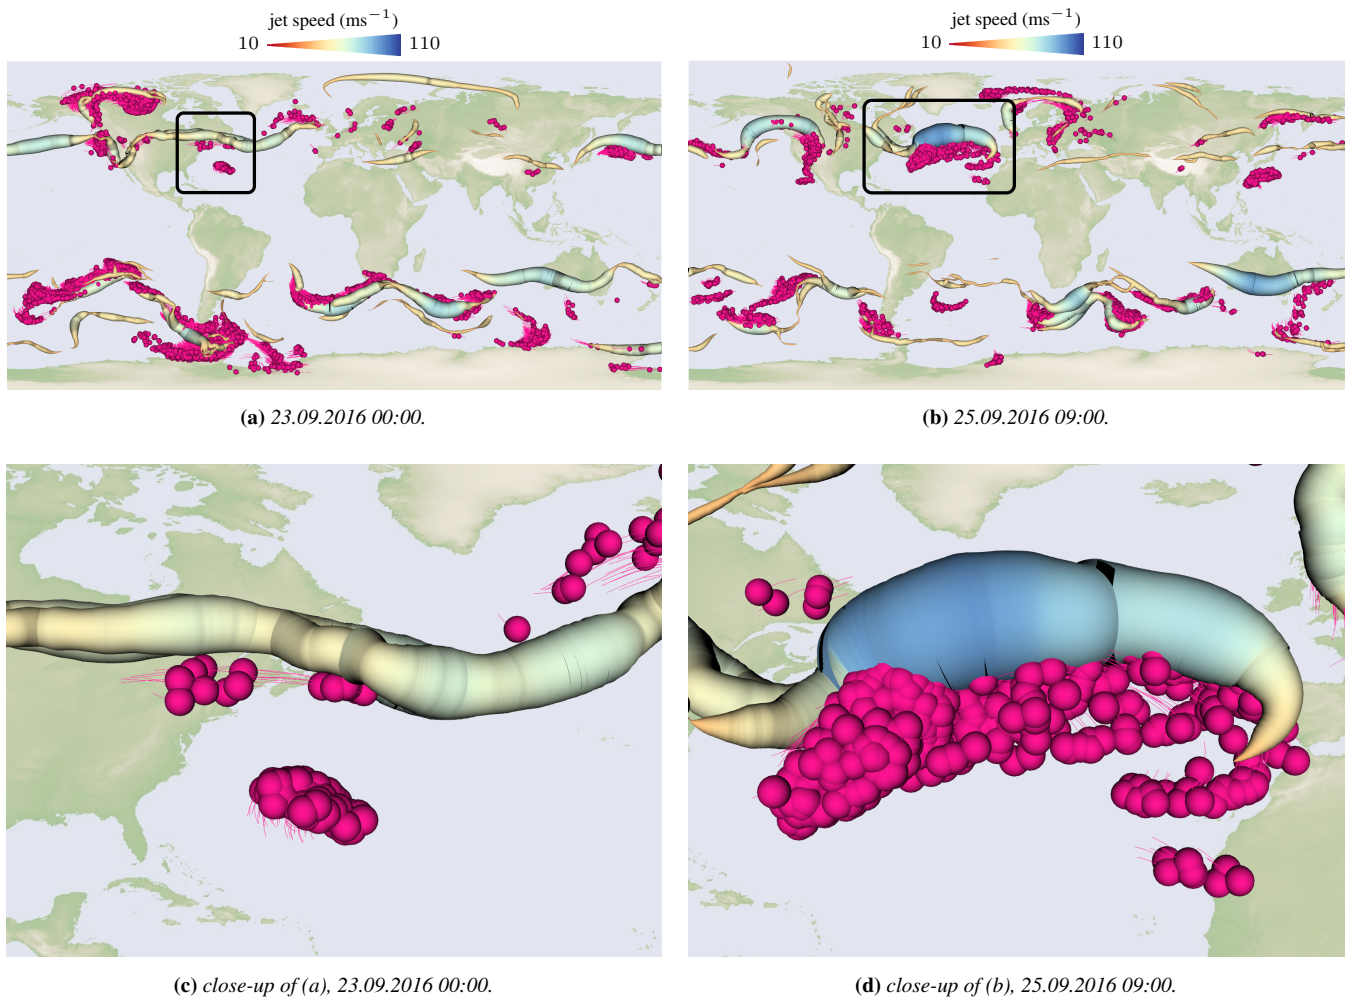 jet speed (ms⁻¹)
10 110
jet speed (ms⁻¹)
10 110
(a) 23.09.2016 00:00.
(b) 25.09.2016 09:00.
(c) close-up of (a), 23.09.2016 00:00.
(d) close-up of (b), 25.09.2016 09:00.